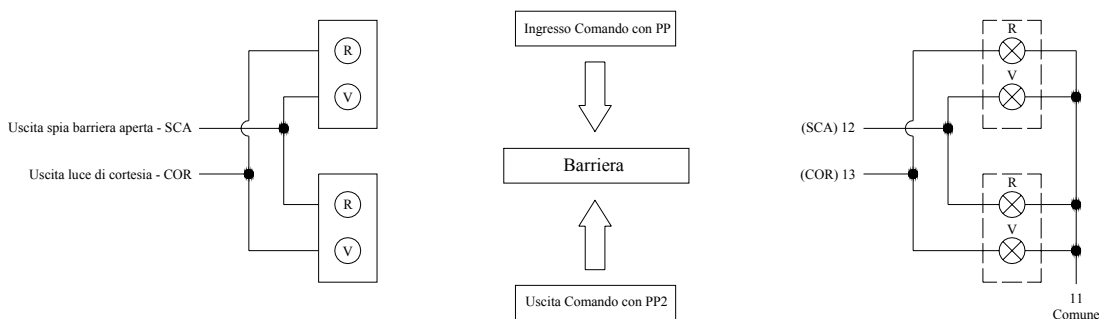 R
V
Uscita spia barriera aperta - SCA
Uscita luce di cortesia - COR
R
V
Ingresso Comando con PP
Barriera
Uscita Comando con PP2
R
V
(SCA) 12
(COR) 13
R
V
11
Comune